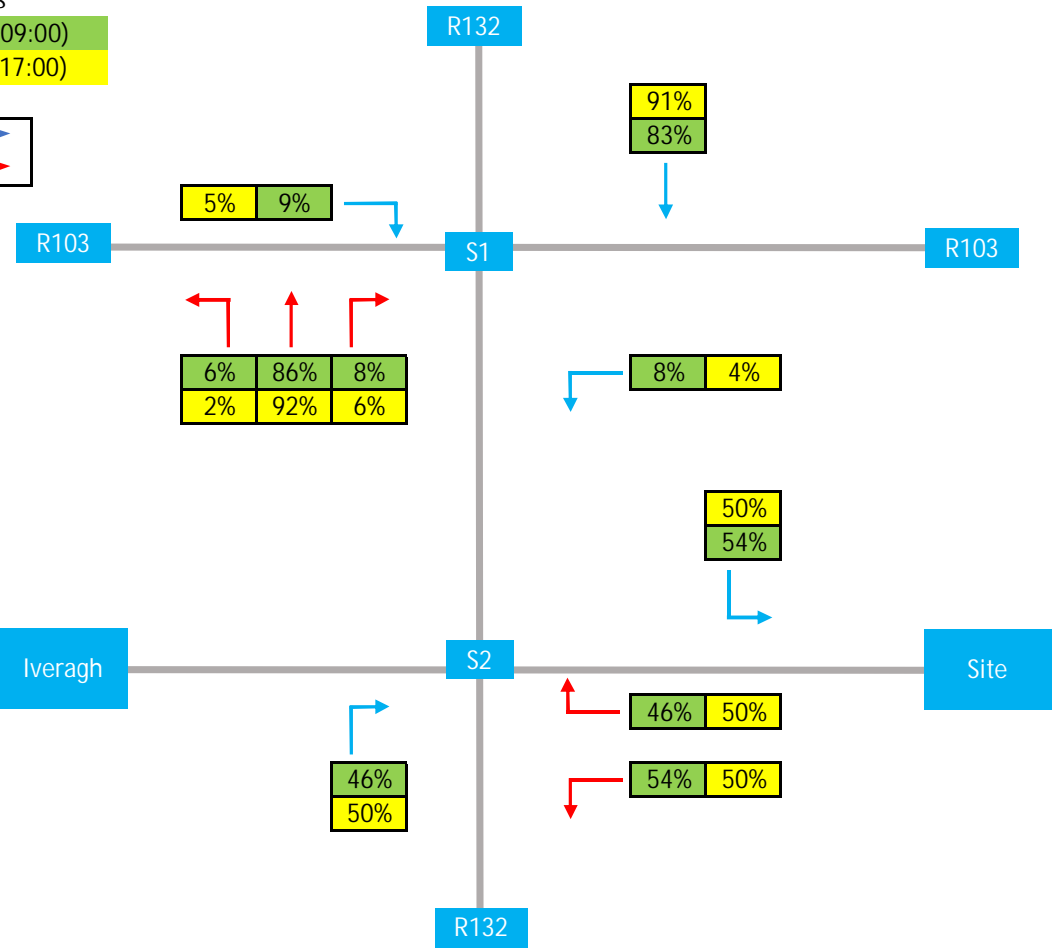 s
09:00)
17:00)
R132
91%
83%
5% 9%
R103
S1
R103
6% 86% 8%
2% 92% 6%
8% 4%
50%
54%
Iveragh
S2
Site
46% 50%
46%
50%
54% 50%
R132